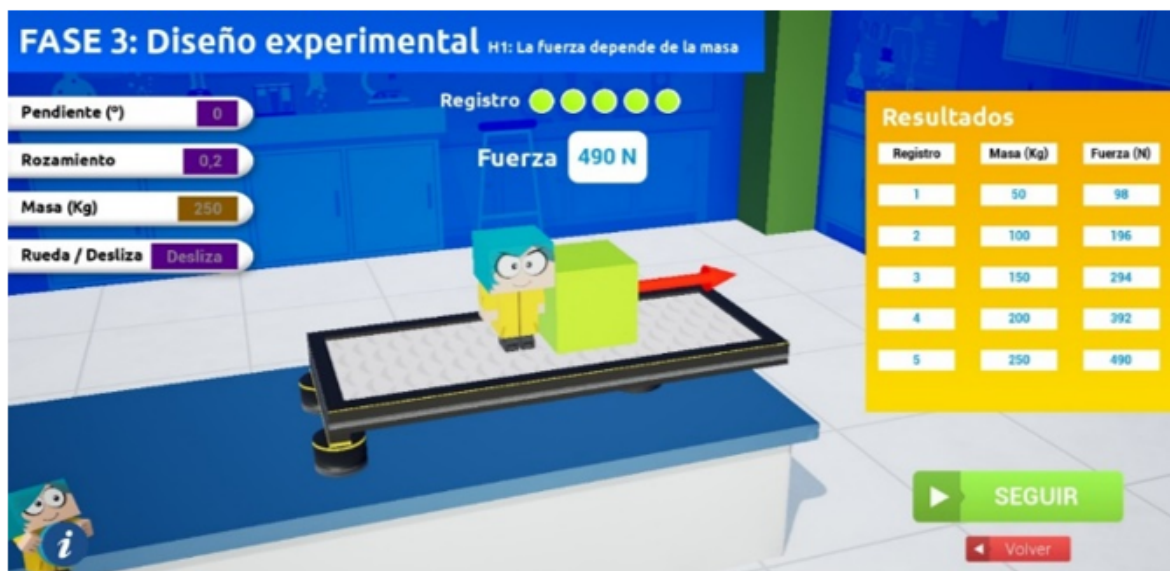 FASE 3: Diseño experimental H1: La fuerza depende de la masa
Pendiente (º) 0
Rozamiento 0,2
Masa (Kg) 250
Rueda / Desliza Desliza
Registro
Fuerza 490 N
Resultados
Registro Masa (Kg) Fuerza (N)
1 50 98
2 100 196
3 150 294
4 200 392
5 250 490
i
SEGUIR
Volver